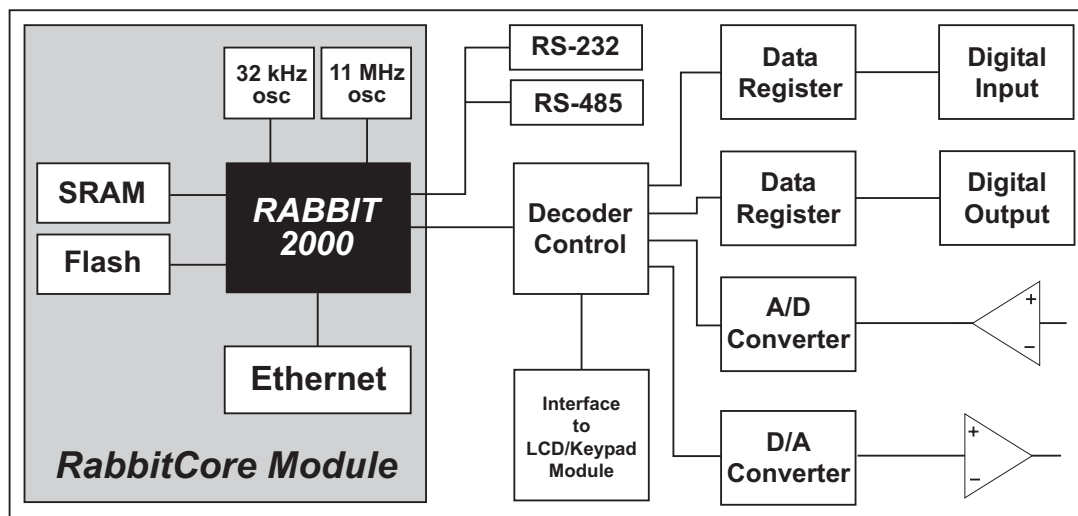 32 kHz
osc
11 MHz
osc
SRAM
Flash
RABBIT
2000
Ethernet
RabbitCore Module
RS-232
RS-485
Decoder
Control
Interface
to
LCD/Keypad
Module
Data
Register
Digital
Input
Data
Register
Digital
Output
A/D
Converter
+
–
D/A
Converter
+
–